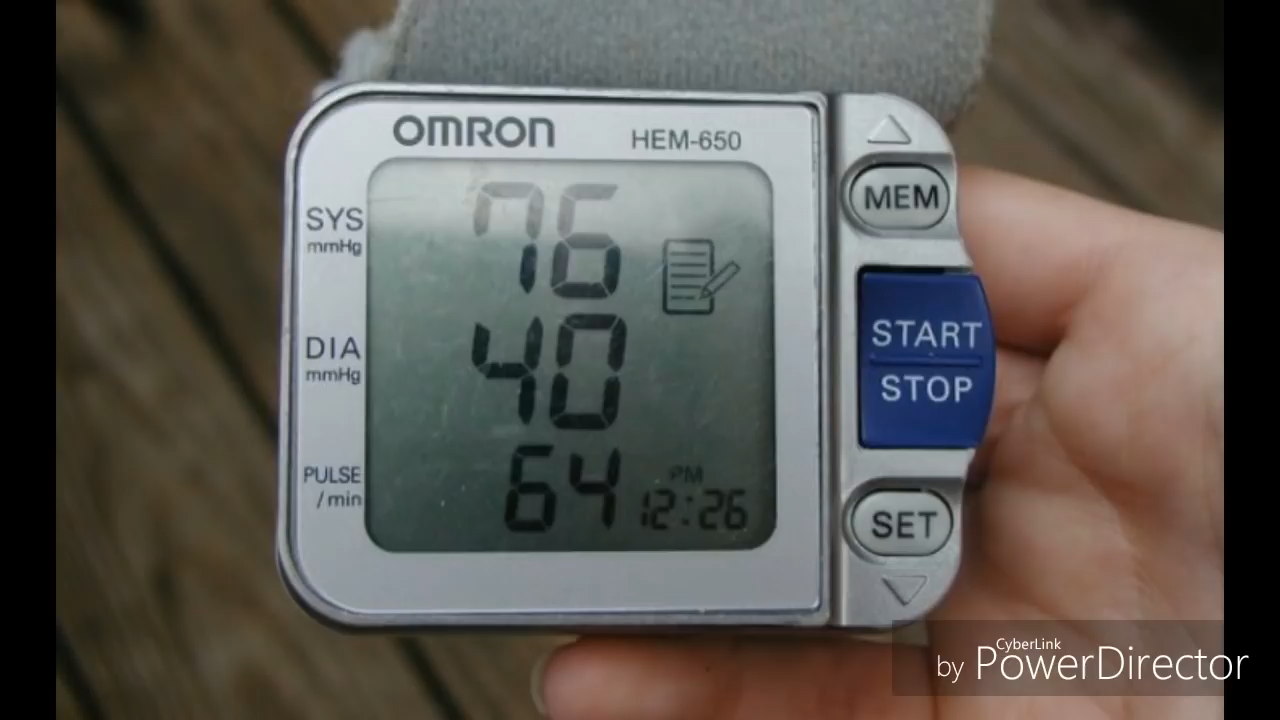 OMRON HEM-650
SYS
mmHg
76
DIA
mmHg
40
PULSE
/min
64
PM
12:26
MEM
START
STOP
SET
CyberLink
by PowerDirector